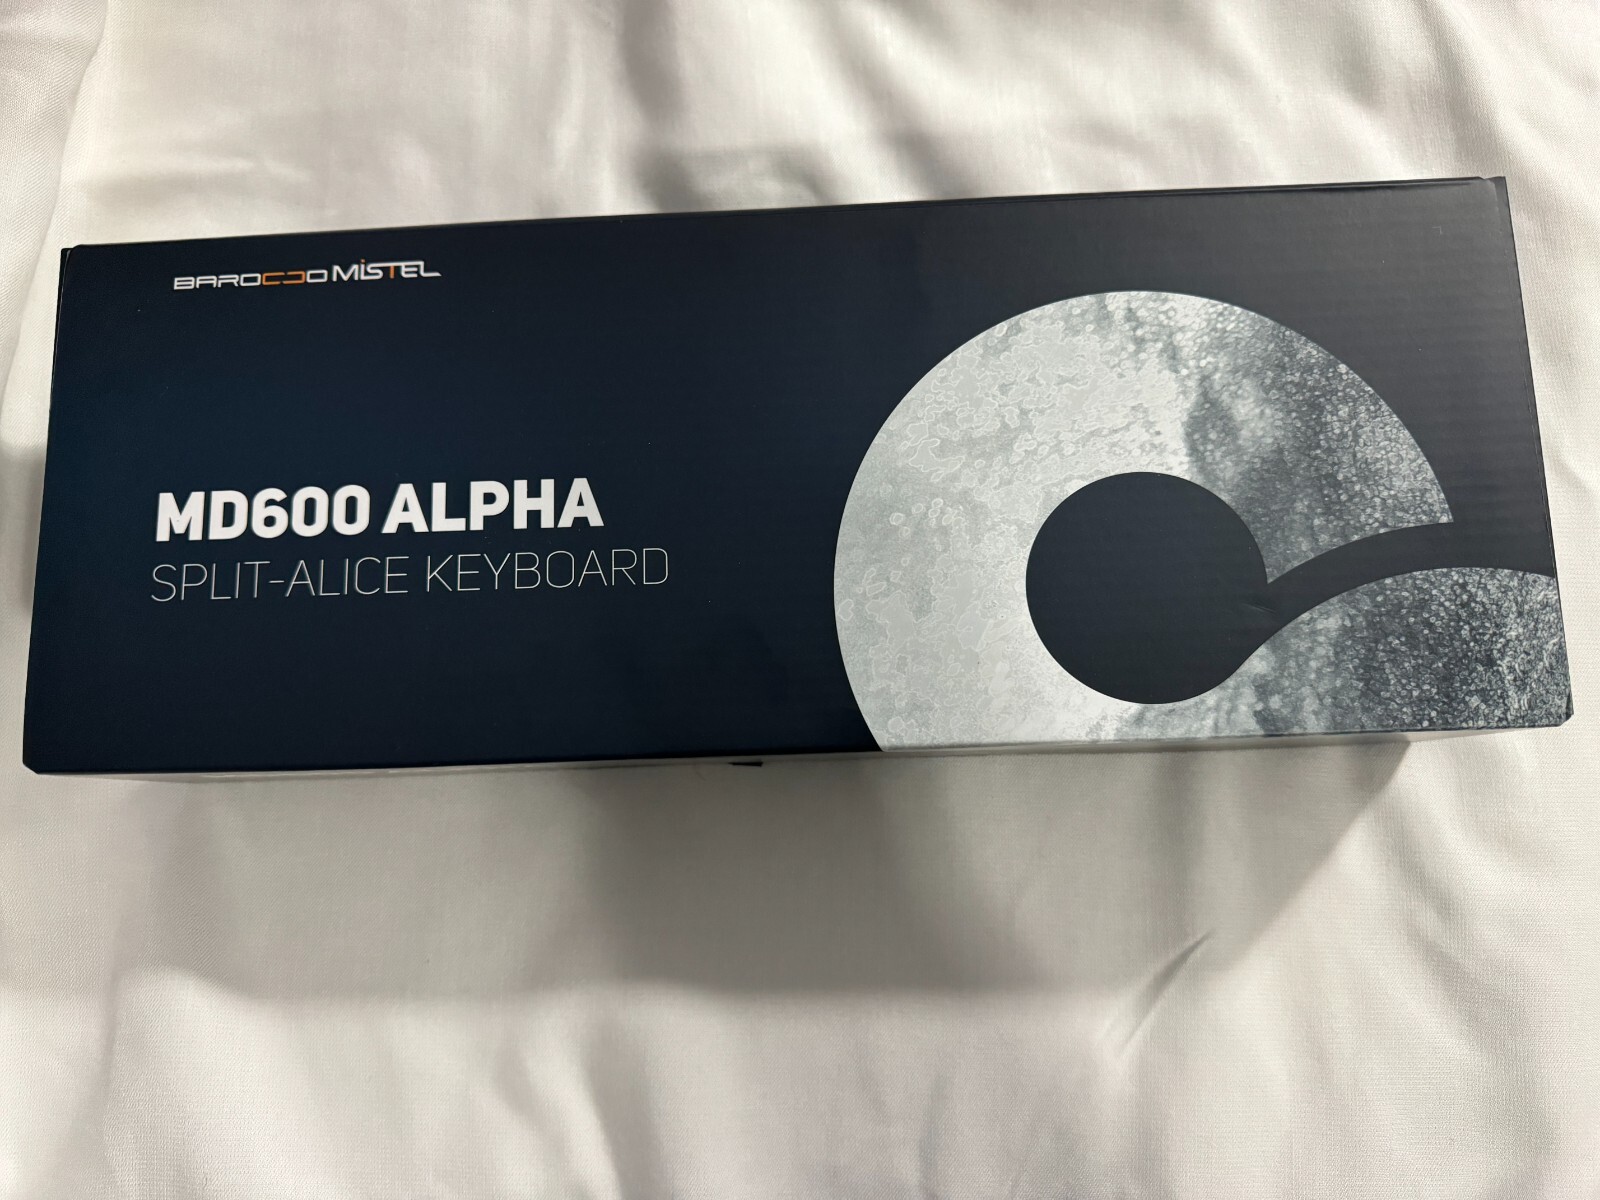 BAROCCO MiSTEL
MD600 ALPHA
SPLIT-ALICE KEYBOARD